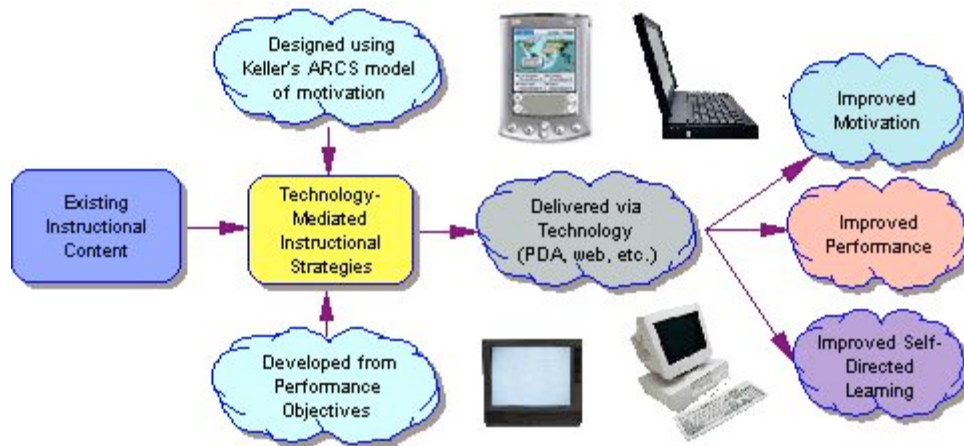 Designed using
Keller's ARCS model
of motivation
Existing
Instructional
Content
Technology-
Mediated
Instructional
Strategies
Developed from
Performance
Objectives
Delivered via
Technology
(PDA, web, etc.)
Improved
Motivation
Improved
Performance
Improved Self-
Directed
Learning